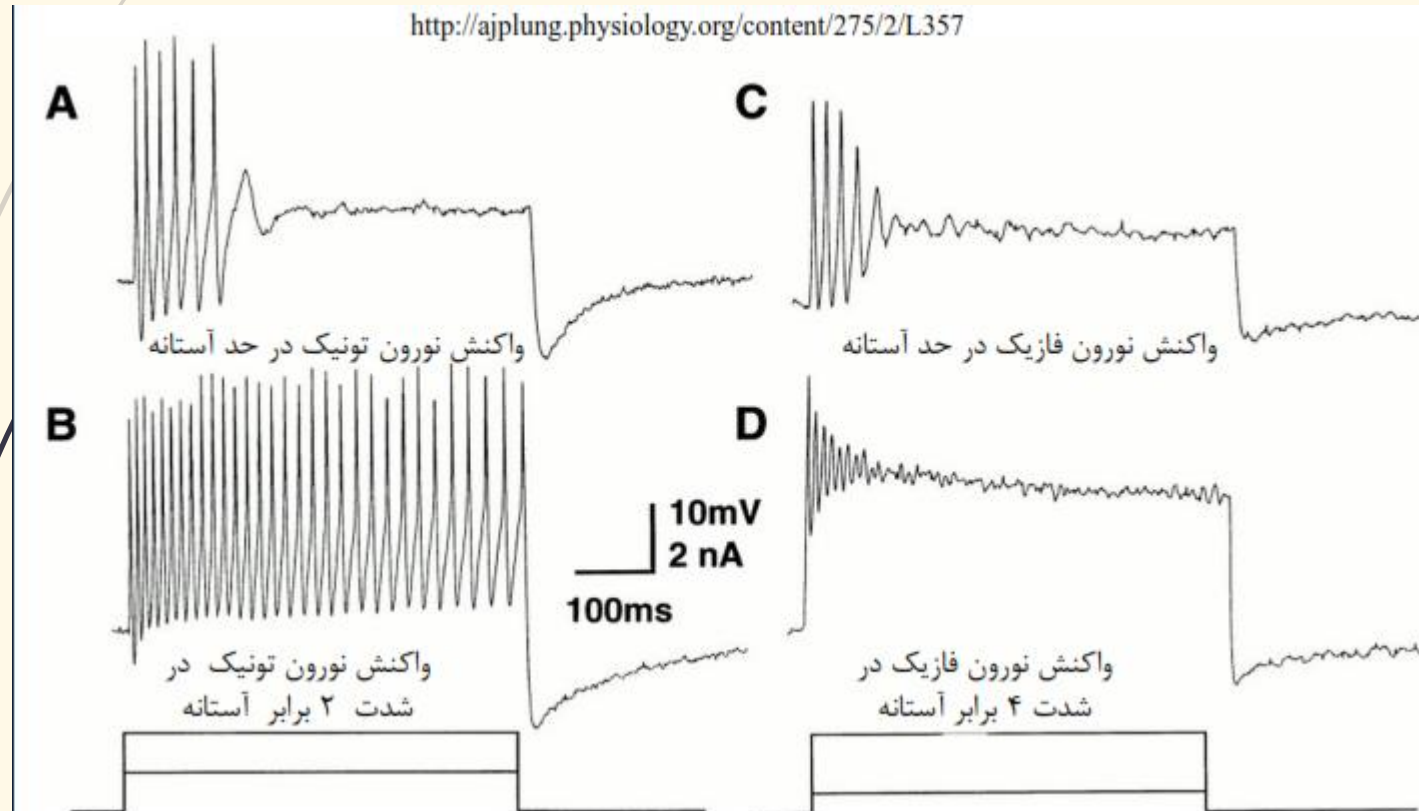 http://ajplung.physiology.org/content/275/2/L357
A
واکنش نورون تونیک در حد آستانه
C
واکنش نورون فازیک در حد آستانه
B
10mV
2 nA
100ms
واکنش نورون تونیک در
شدت ۲ برابر آستانه
D
واکنش نورون فازیک در
شدت ۴ برابر آستانه